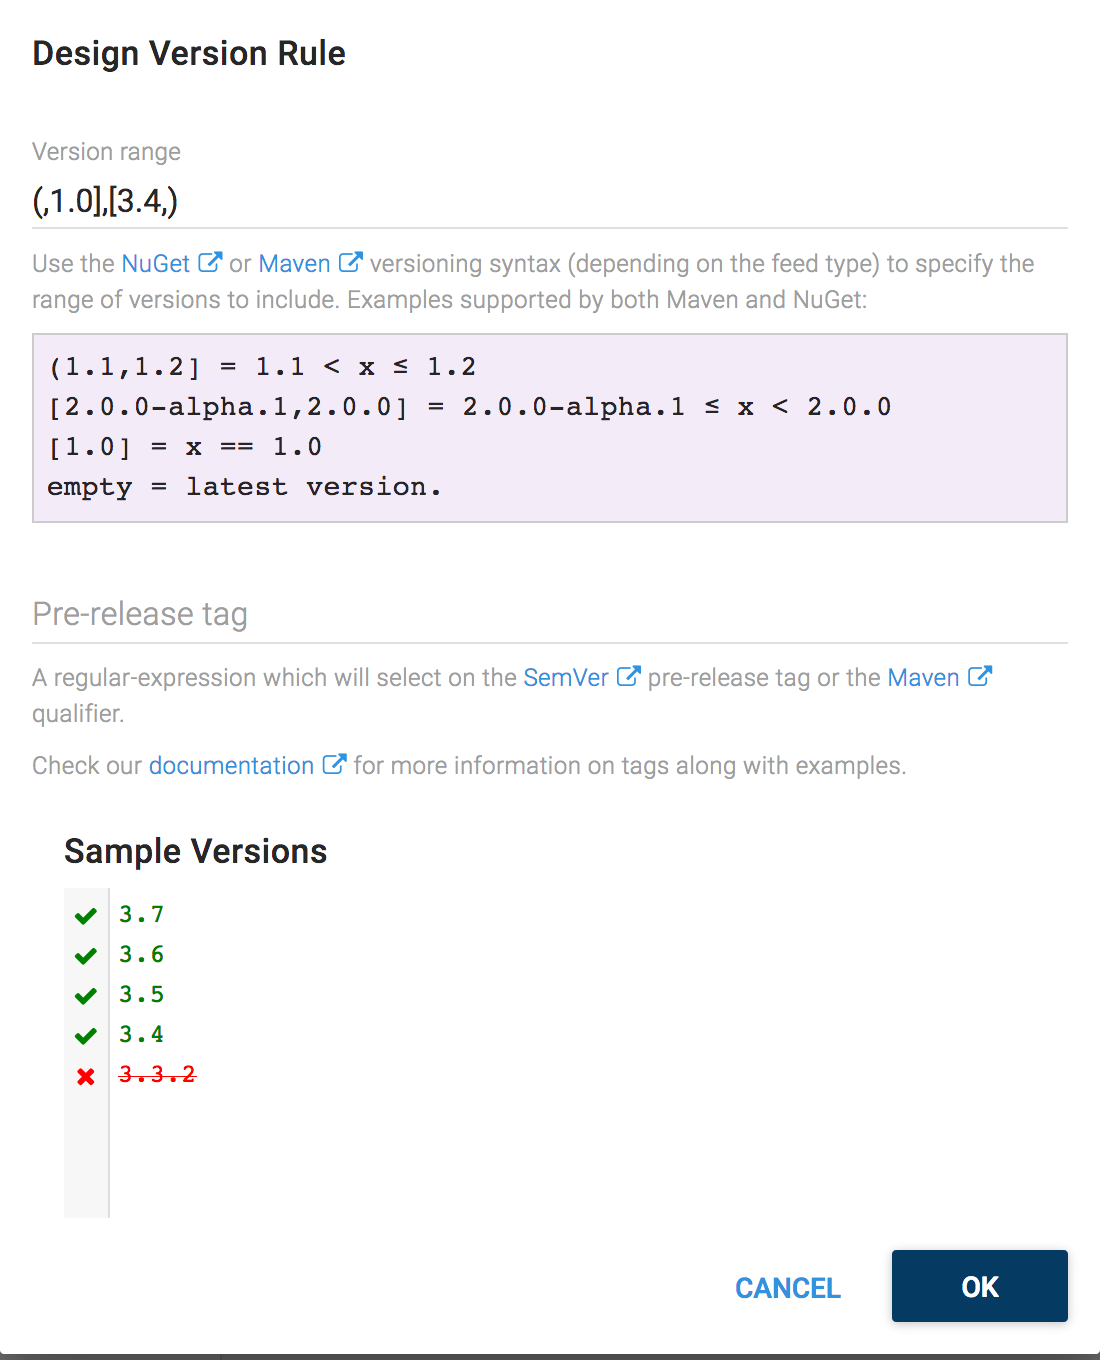 Design Version Rule
Version range
(,1.0],[3.4,)
Use the NuGet or Maven versioning syntax (depending on the feed type) to specify the
range of versions to include. Examples supported by both Maven and NuGet:
(1.1,1.2] = 1.1 < x ≤ 1.2
[2.0.0-alpha.1,2.0.0] = 2.0.0-alpha.1 ≤ x < 2.0.0
[1.0] = x == 1.0
empty = latest version.
Pre-release tag
A regular-expression which will select on the SemVer pre-release tag or the Maven
qualifier.
Check our documentation for more information on tags along with examples.
Sample Versions
3.7
3.6
3.5
3.4
3.3.2
CANCEL OK